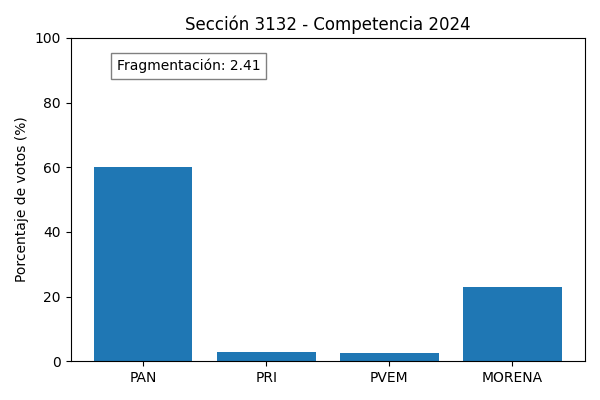 Sección 3132 - Competencia 2024
Fragmentación: 2.41
Porcentaje de votos (%)
100
80
60
40
20
0
PAN PRI PVEM MORENA